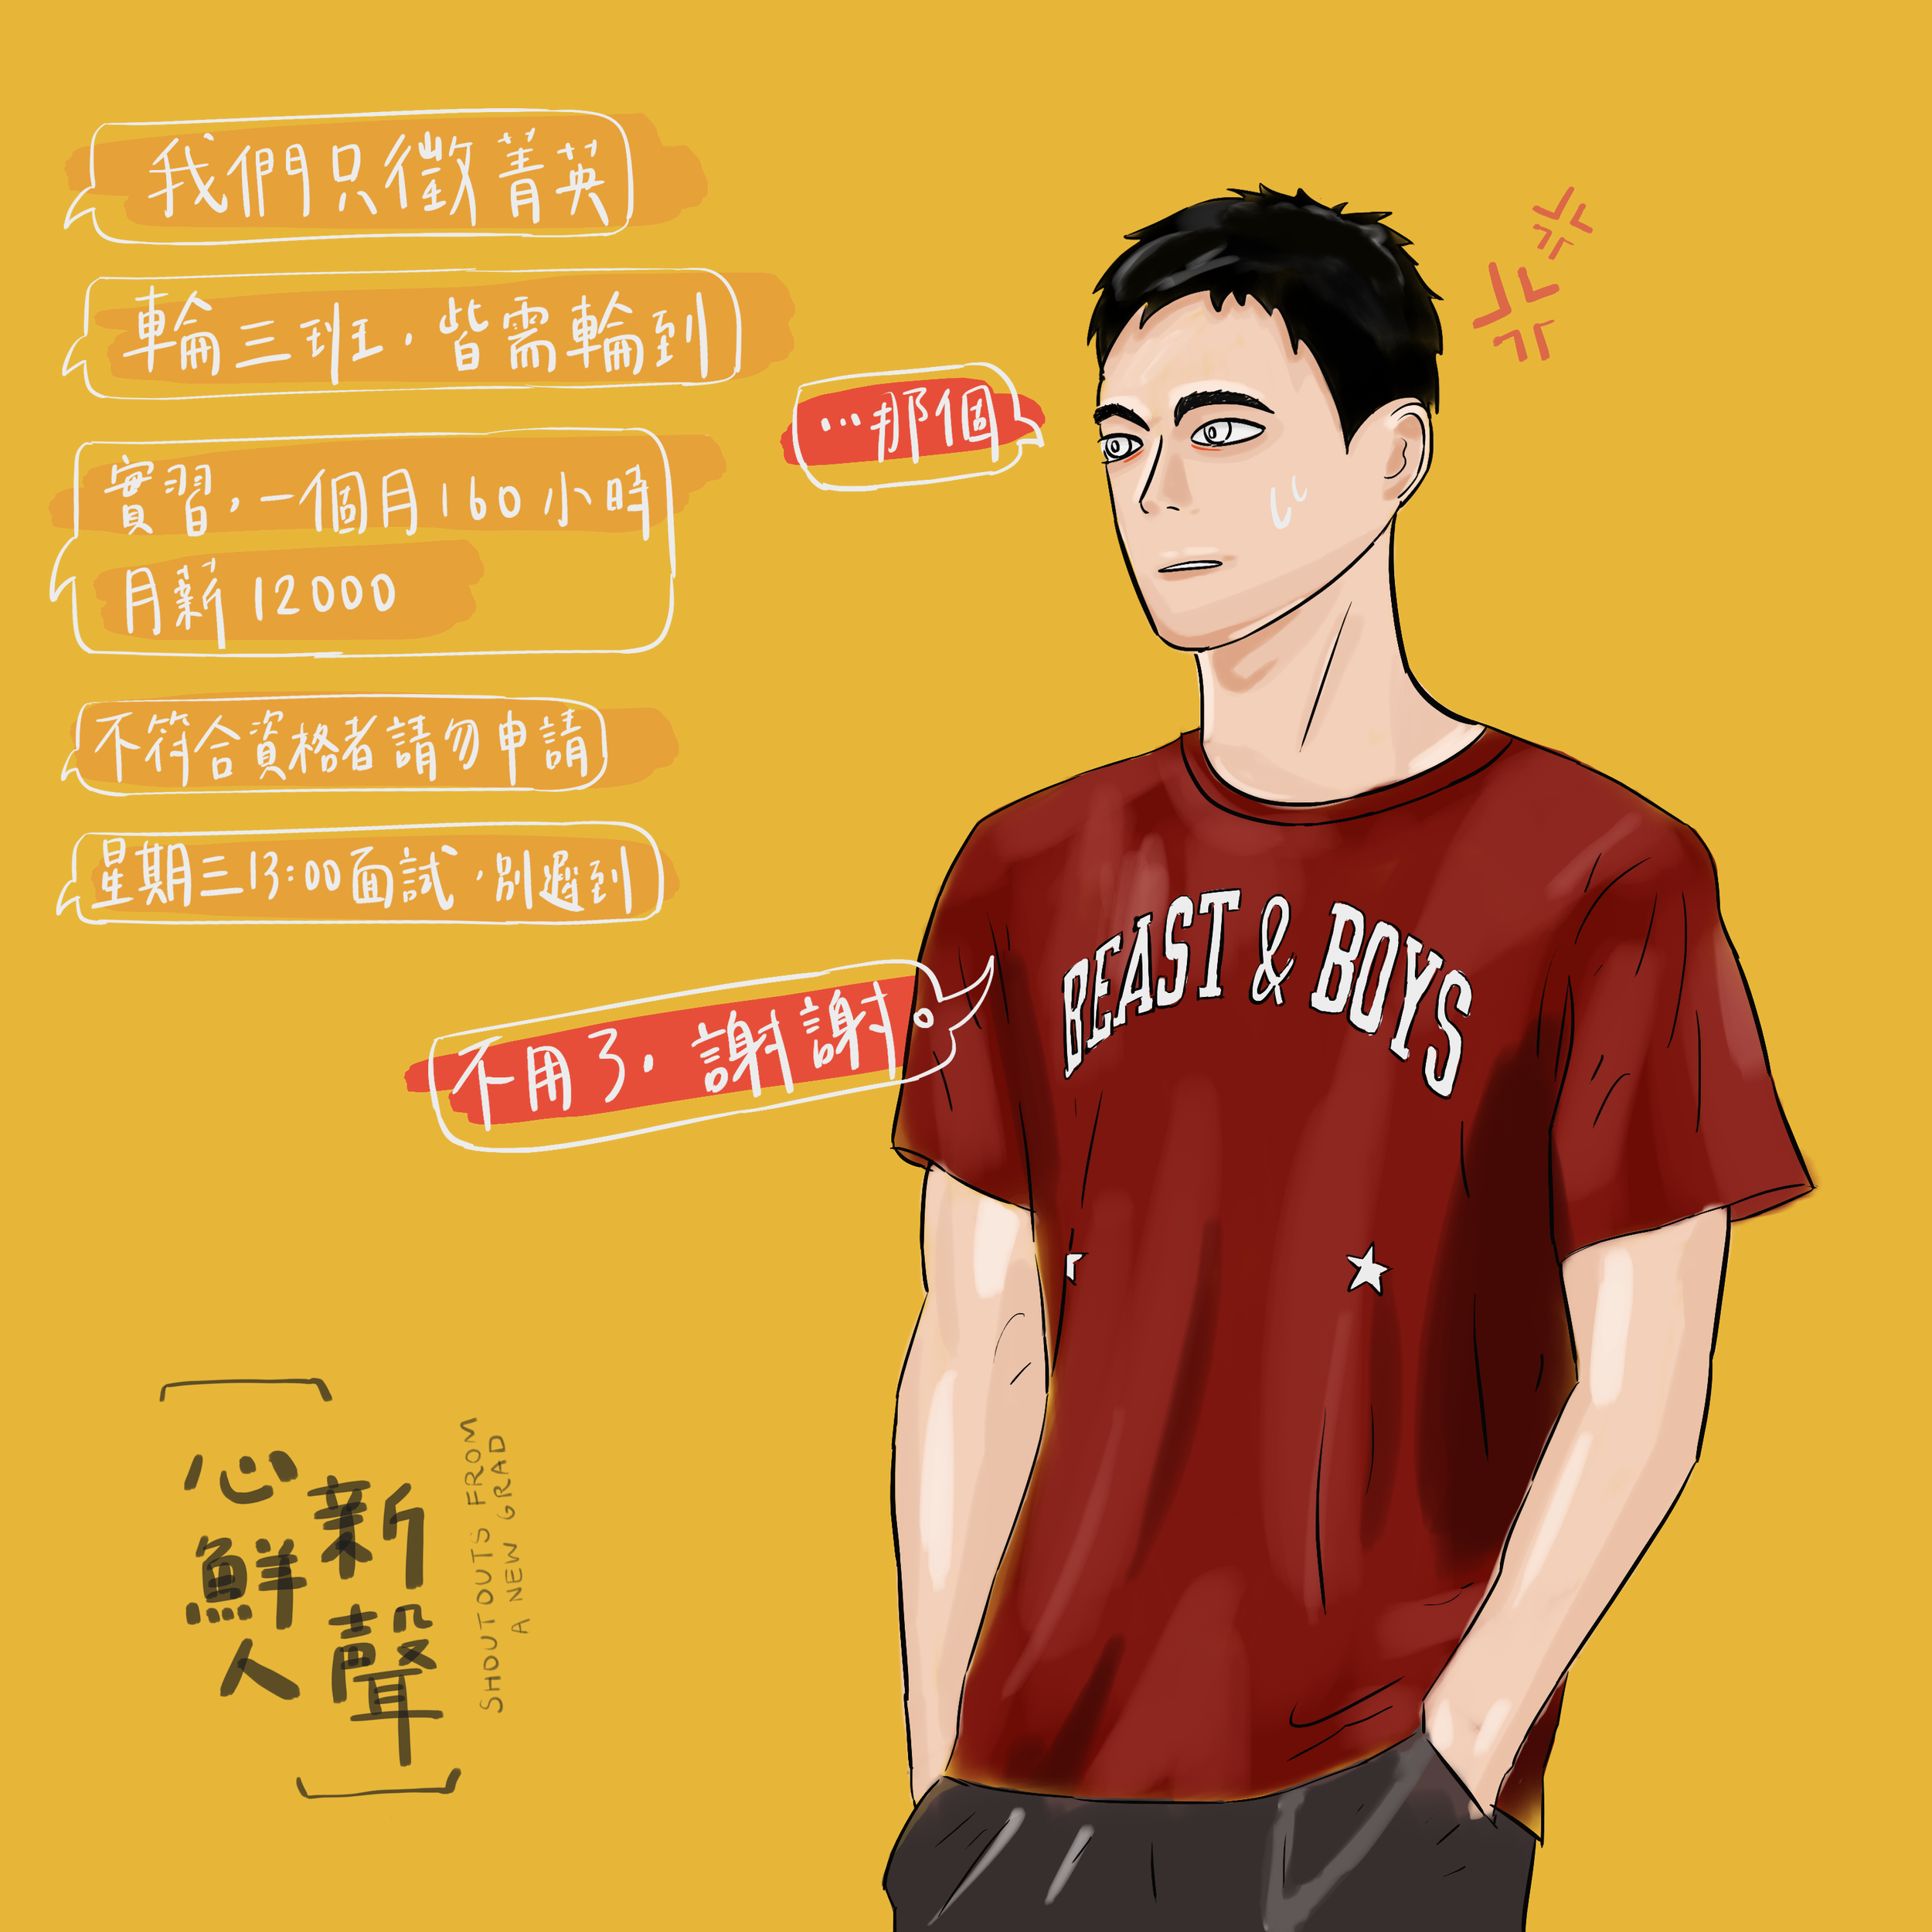 我們只徵菁英
輪三班，皆需輪到
…那個
實習，一個月160小時
月薪12000
不符合資格者請勿申請
星期三13:00面試，別遲到
不用了，謝謝。
BEAST & BOYS
新聲
心鮮人
SHOUTOUTS FROM
A NEW GRAD